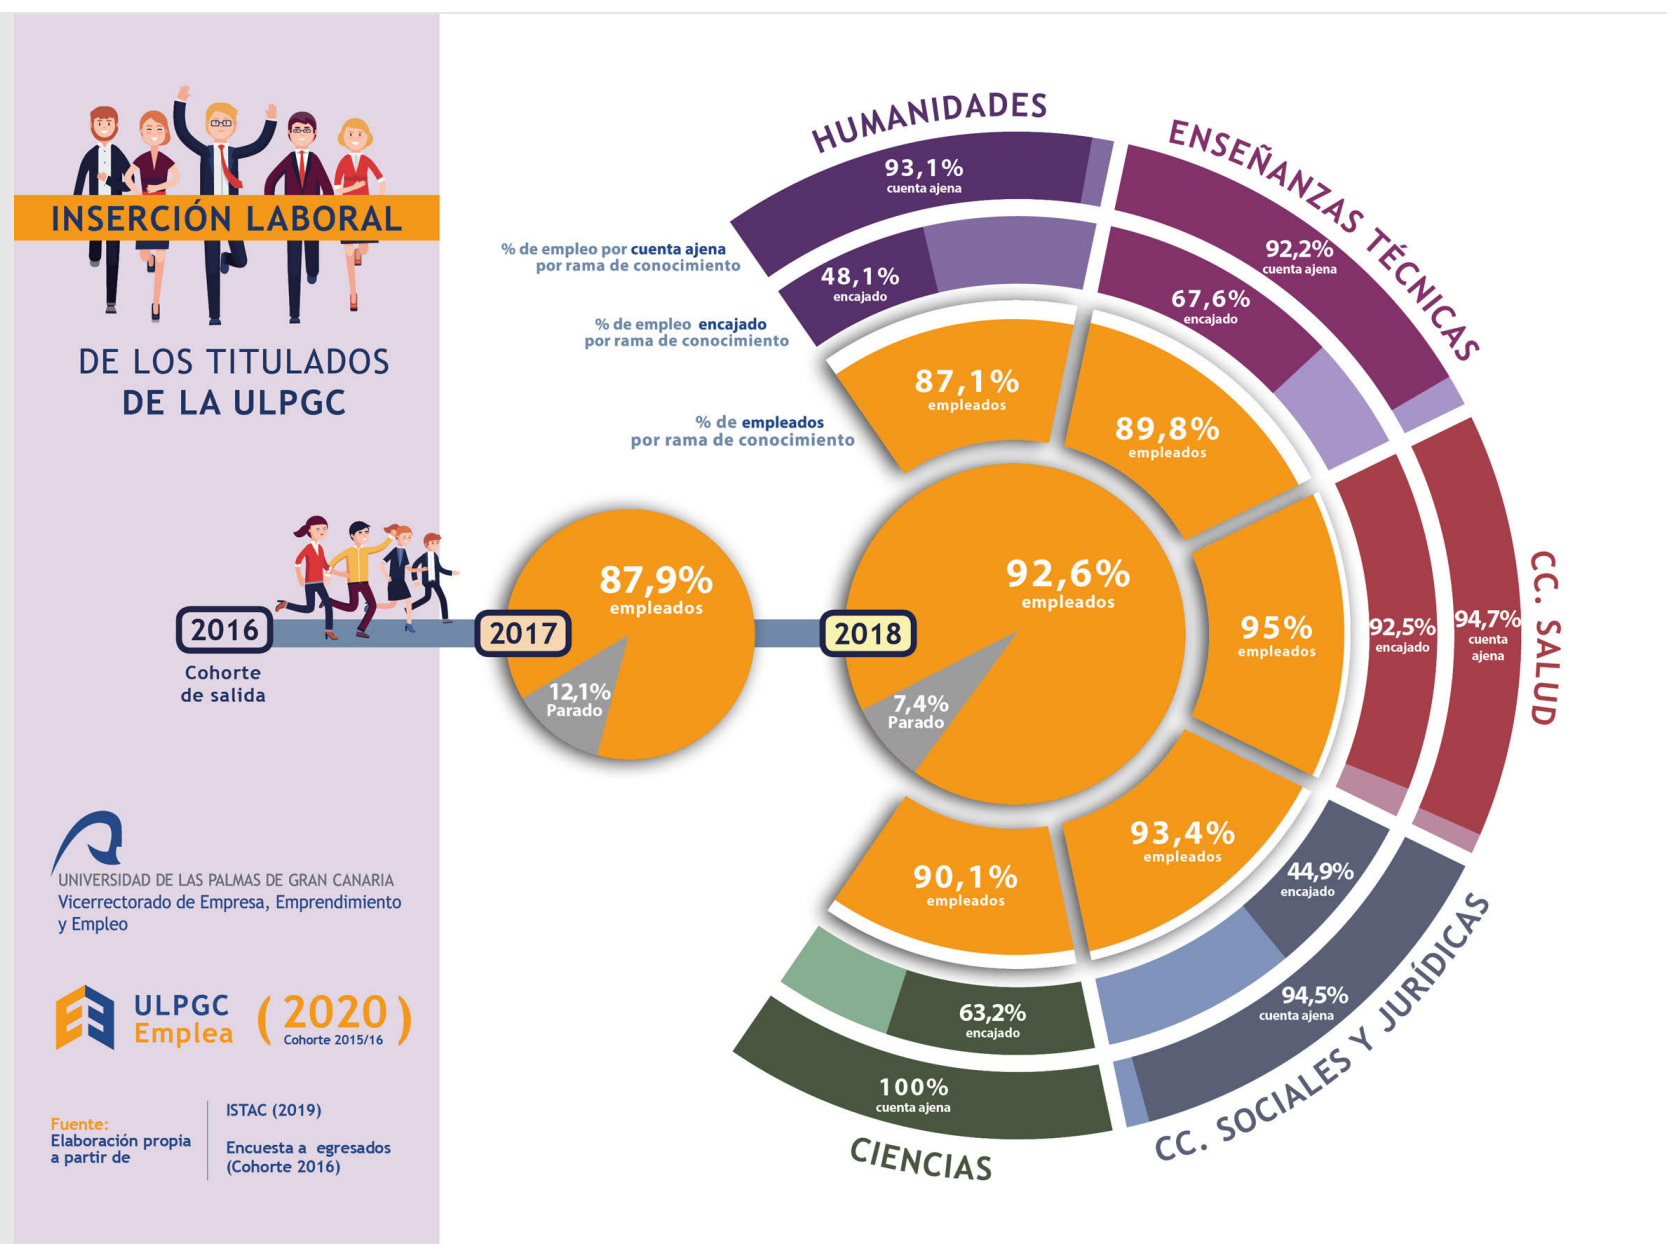 INSERCIÓN LABORAL
DE LOS TITULADOS
DE LA ULPGC
2016
Cohorte
de salida
2017
87,9%
empleados
12,1%
Parado
2018
92,6%
empleados
7,4%
Parado
% de empleo por cuenta ajena
por rama de conocimiento
% de empleo encajado
por rama de conocimiento
% de empleados
por rama de conocimiento
HUMANIDADES
93,1%
cuenta ajena
48,1%
encajado
87,1%
empleados
ENSEÑANZAS TÉCNICAS
92,2%
cuenta ajena
67,6%
encajado
89,8%
empleados
CC. SALUD
94,7%
cuenta
ajena
92,5%
encajado
95%
empleados
CC. SOCIALES Y JURÍDICAS
94,5%
cuenta ajena
44,9%
encajado
93,4%
empleados
CIENCIAS
100%
cuenta ajena
63,2%
encajado
90,1%
empleados
UNIVERSIDAD DE LAS PALMAS DE GRAN CANARIA
Vicerrectorado de Empresa, Emprendimiento
y Empleo
ULPGC
Emplea
(2020)
Cohorte 2015/16
Fuente:
Elaboración propia
a partir de
ISTAC (2019)
Encuesta a egresados
(Cohorte 2016)